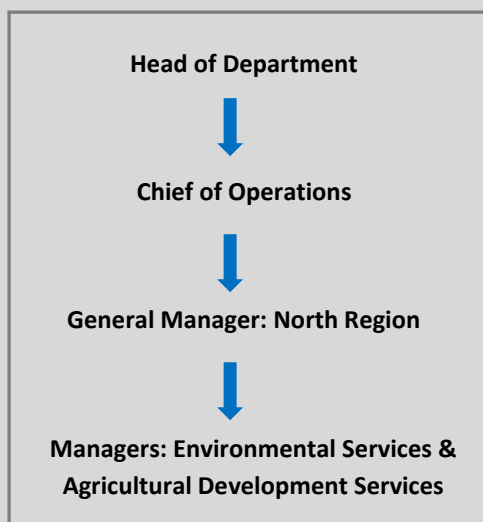 Head of Department
Chief of Operations
General Manager: North Region
Managers: Environmental Services &
Agricultural Development Services